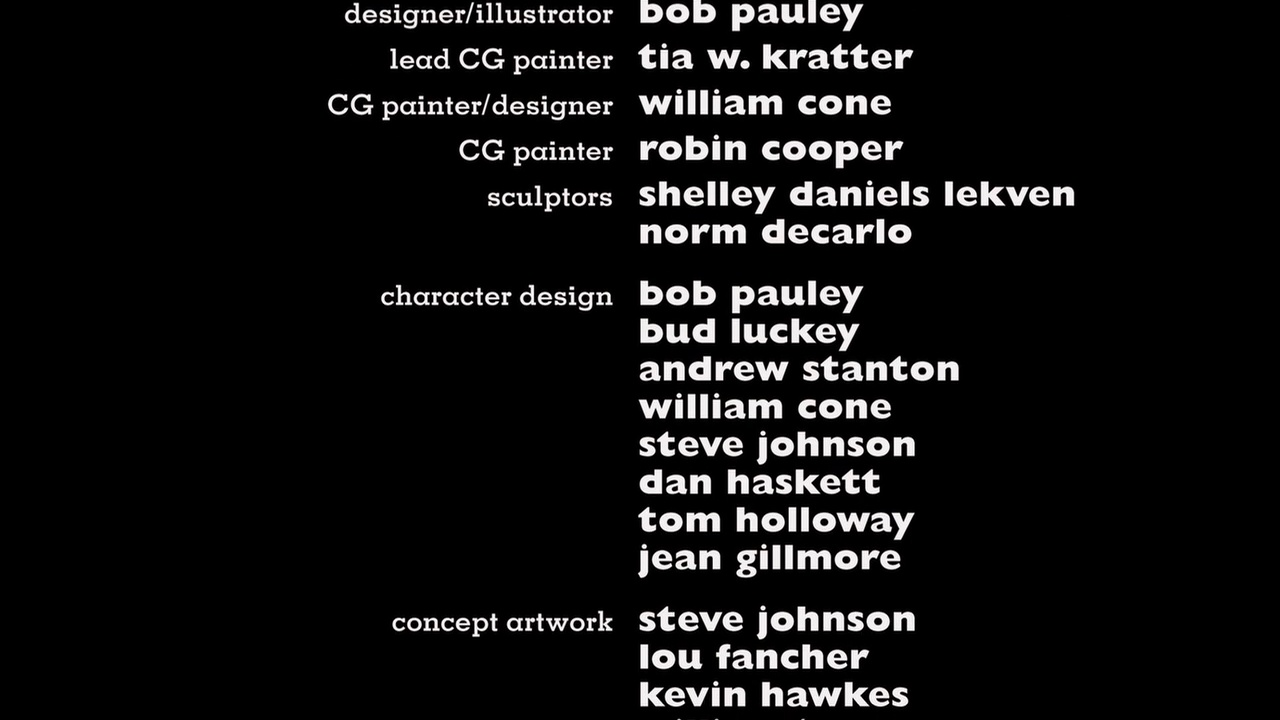 designer/illustrator bob pauley
lead CG painter tia w. kratter
CG painter/designer william cone
CG painter robin cooper
sculptors shelley daniels lekven
norm decarlo
character design bob pauley
bud luckey
andrew stanton
william cone
steve johnson
dan haskett
tom holloway
jean gillmore
concept artwork steve johnson
lou fancher
kevin hawkes